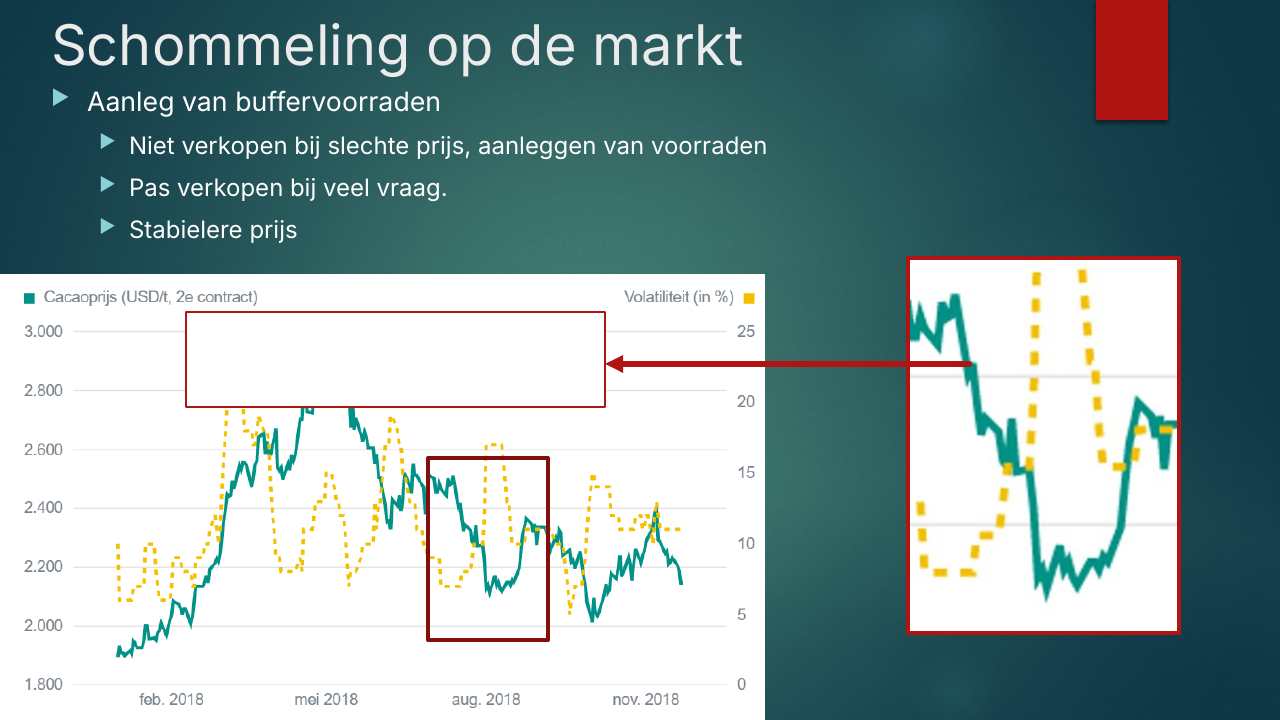 Schommeling op de markt
Aanleg van buffervoorraden
Niet verkopen bij slechte prijs, aanleggen van voorraden
Pas verkopen bij veel vraag.
Stabielere prijs
Cacaoprijs (USD/t, 2e contract)
Volatiliteit (in %)
3.000
25
2.800
20
2.600
15
2.400
10
2.200
5
2.000
1.800
0
feb. 2018
mei 2018
aug. 2018
nov. 2018